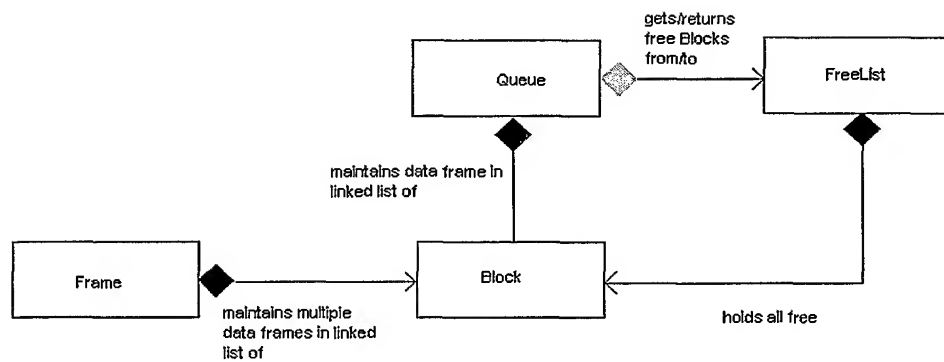 gets/returns
free Blocks
from/to
Queue
FreeList
maintains data frame in
linked list of
Frame
Block
maintains multiple
data frames in linked
list of
holds all free